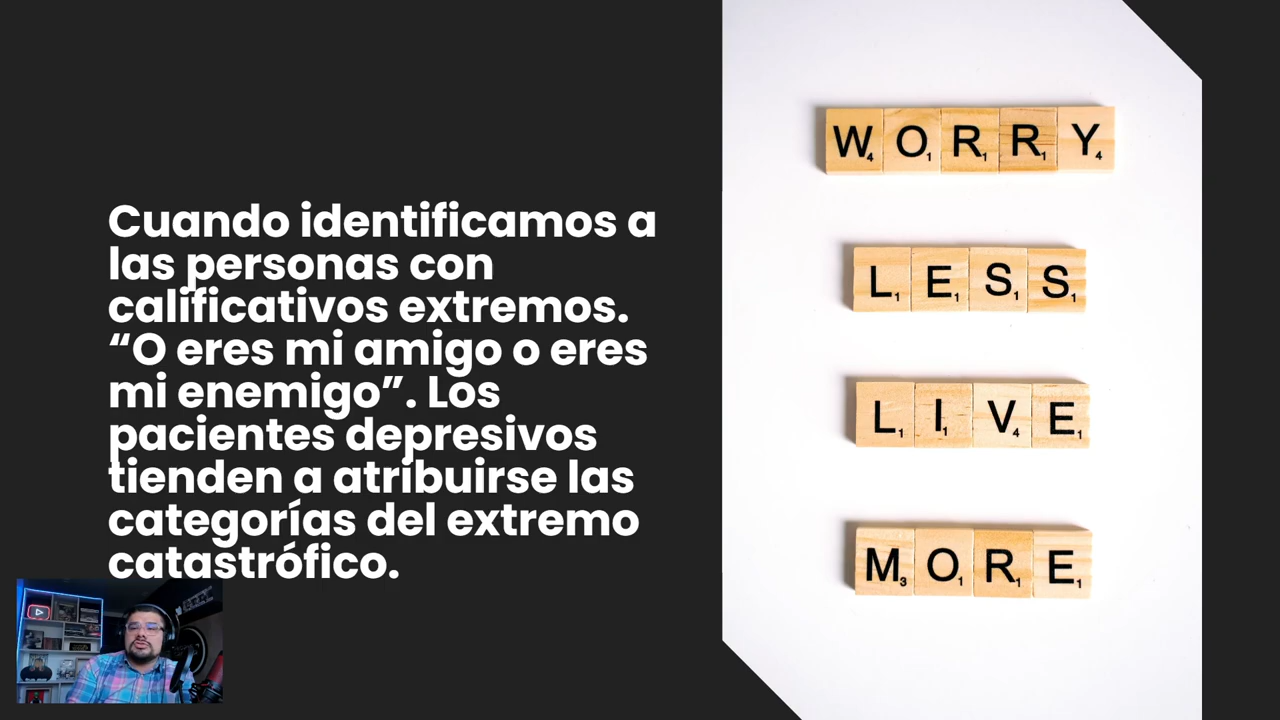 Cuando identificamos a
las personas con
calificativos extremos.
“O eres mi amigo o eres
mi enemigo”. Los
pacientes depresivos
tienden a atribuirse las
categorías del extremo
catastrófico.
WORRY
LESS
LIVE
MORE